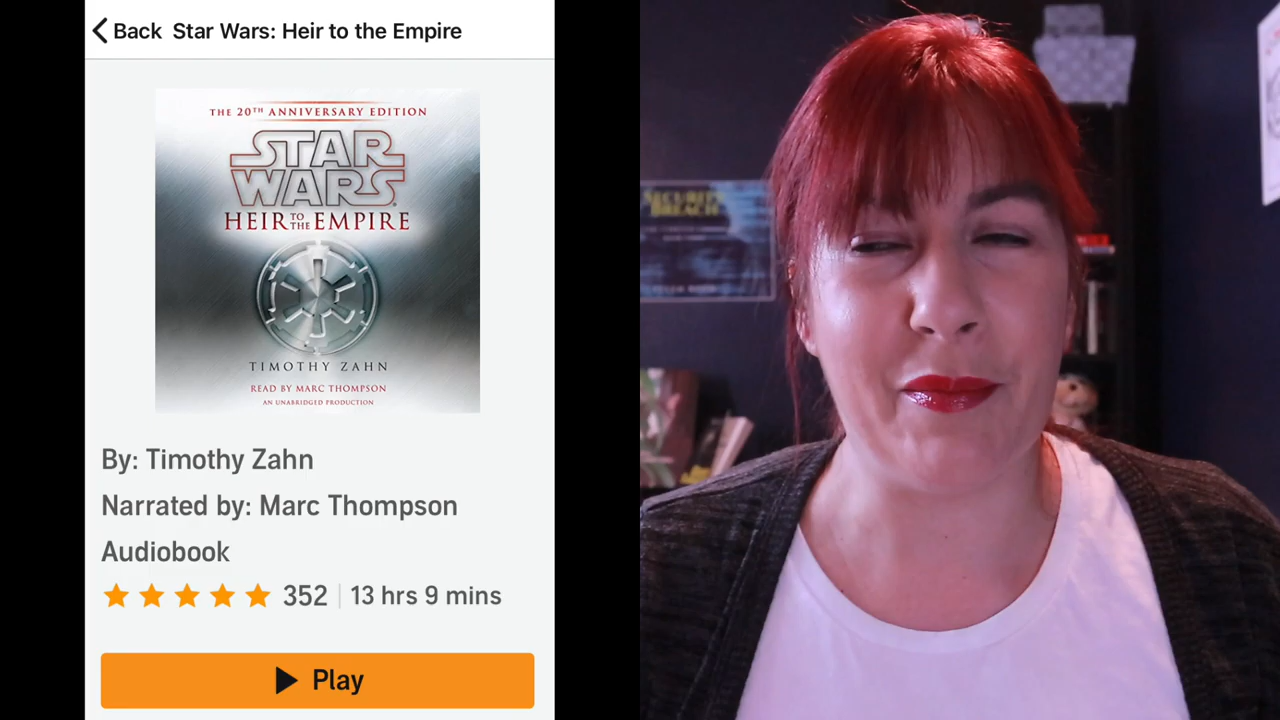 Back Star Wars: Heir to the Empire
THE 20TH ANNIVERSARY EDITION
STAR
WARS
HEIR TO THE EMPIRE
TIMOTHY ZAHN
READ BY MARC THOMPSON
AN UNABRIDGED PRODUCTION
By: Timothy Zahn
Narrated by: Marc Thompson
Audiobook
352 | 13 hrs 9 mins
Play
SECURITY
BREACH